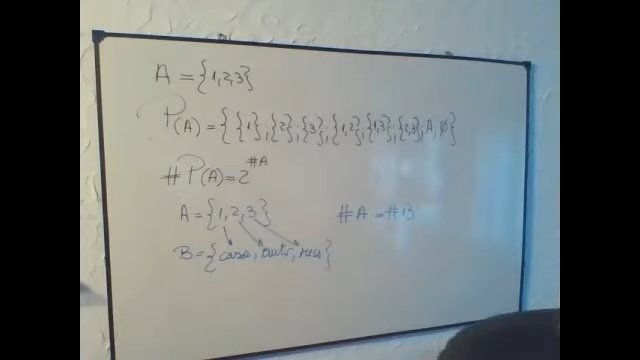 A = {1,2,3}
P(A) = { {1}, {2}; {3}; {1,2}; {1,3}; {2,3}; A, Ø }
# P(A) = 2^#A
A = {1, 2, 3} #A = #B
B = {casa, auto, mesa}